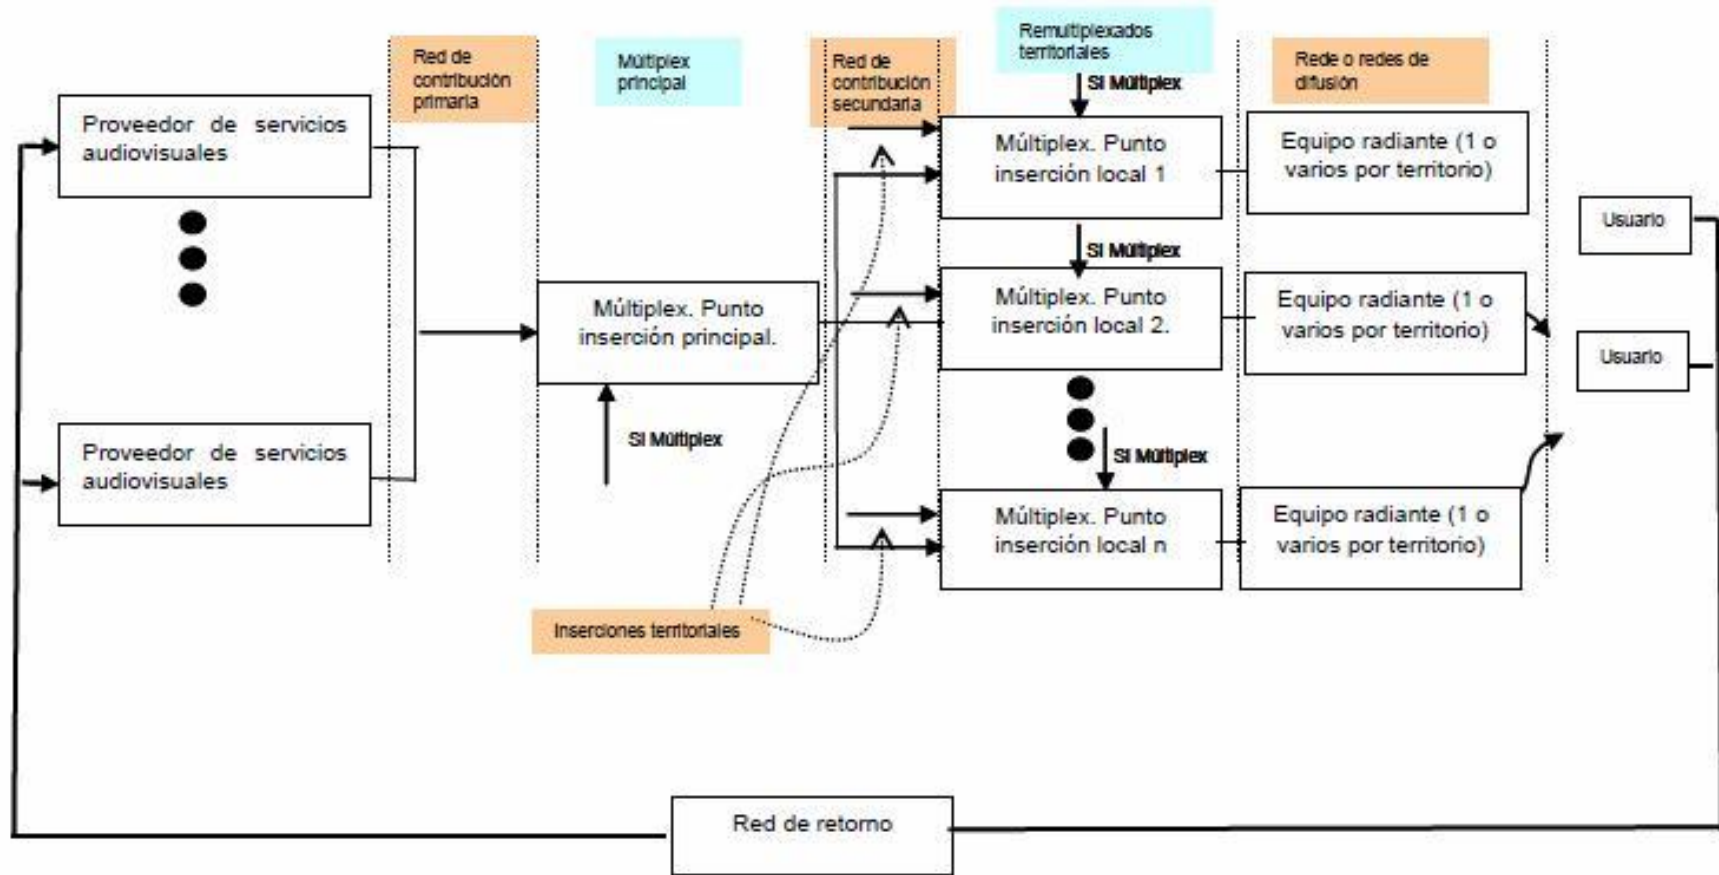 Red de
contribución
primaria
Múltiplex
principal
Red de
contribución
secundaria
Remultiplexados
territoriales
Rede o redes de
difusión
SI Múltiplex
Proveedor de servicios
audiovisuales
Múltiplex. Punto
inserción local 1
Equipo radiante (1 o
varios por territorio)
Usuario
SI Múltiplex
Múltiplex. Punto
inserción principal.
Múltiplex. Punto
inserción local 2.
Equipo radiante (1 o
varios por territorio)
Usuario
SI Múltiplex
SI Múltiplex
Proveedor de servicios
audiovisuales
Múltiplex. Punto
inserción local n
Equipo radiante (1 o
varios por territorio)
Inserciones territoriales
Red de retorno